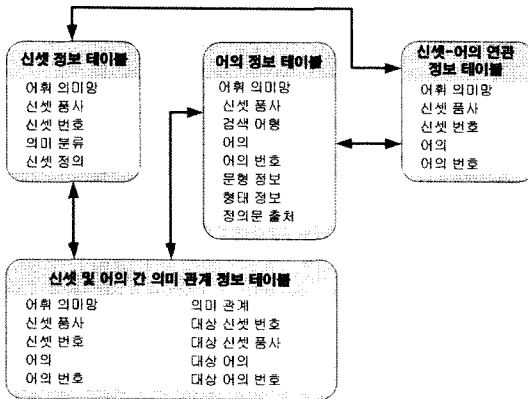 신셋 정보 테이블
어휘 의미망
신셋 품사
신셋 번호
의미 분류
신셋 정의
어의 정보 테이블
어휘 의미망
신셋 품사
검색 어형
어의
어의 번호
문형 정보
형태 정보
정의문 출처
신셋-어의 연관
정보 테이블
어휘 의미망
신셋 품사
신셋 번호
어의
어의 번호
신셋 및 어의 간 의미 관계 정보 테이블
어휘 의미망
신셋 품사
신셋 번호
어의
어의 번호
의미 관계
대상 신셋 번호
대상 신셋 품사
대상 어의
대상 어의 번호